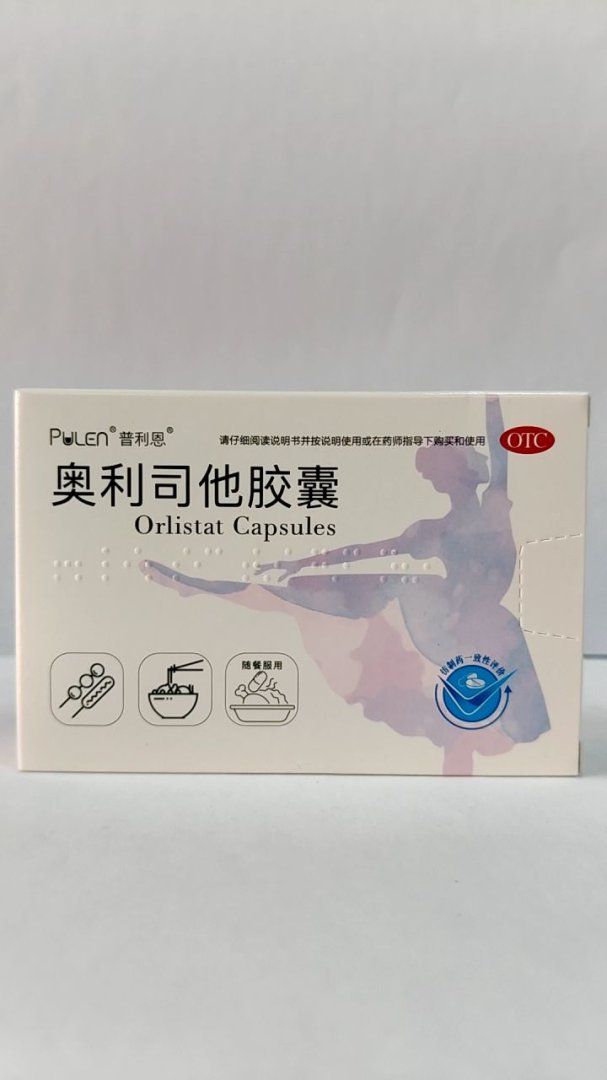 PULEN® 普利恩®
请仔细阅读说明书并按说明使用或在药师指导下购买和使用
OTC
奥利司他胶囊
Orlistat Capsules
随餐服用
仿制药一致性评价